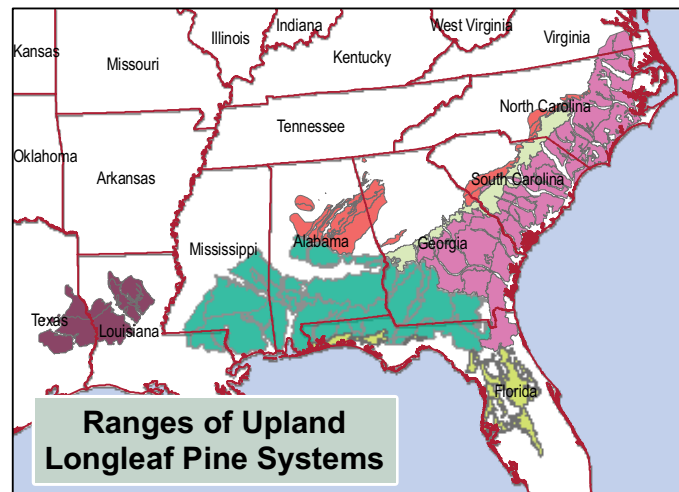 Indiana
West Virginia
Illinois
Virginia
Kansas
Missouri
Kentucky
North Carolina
Tennessee
Oklahoma
Arkansas
South Carolina
Mississippi
Alabama
Georgia
Texas
Louisiana
Florida
Ranges of Upland
Longleaf Pine Systems